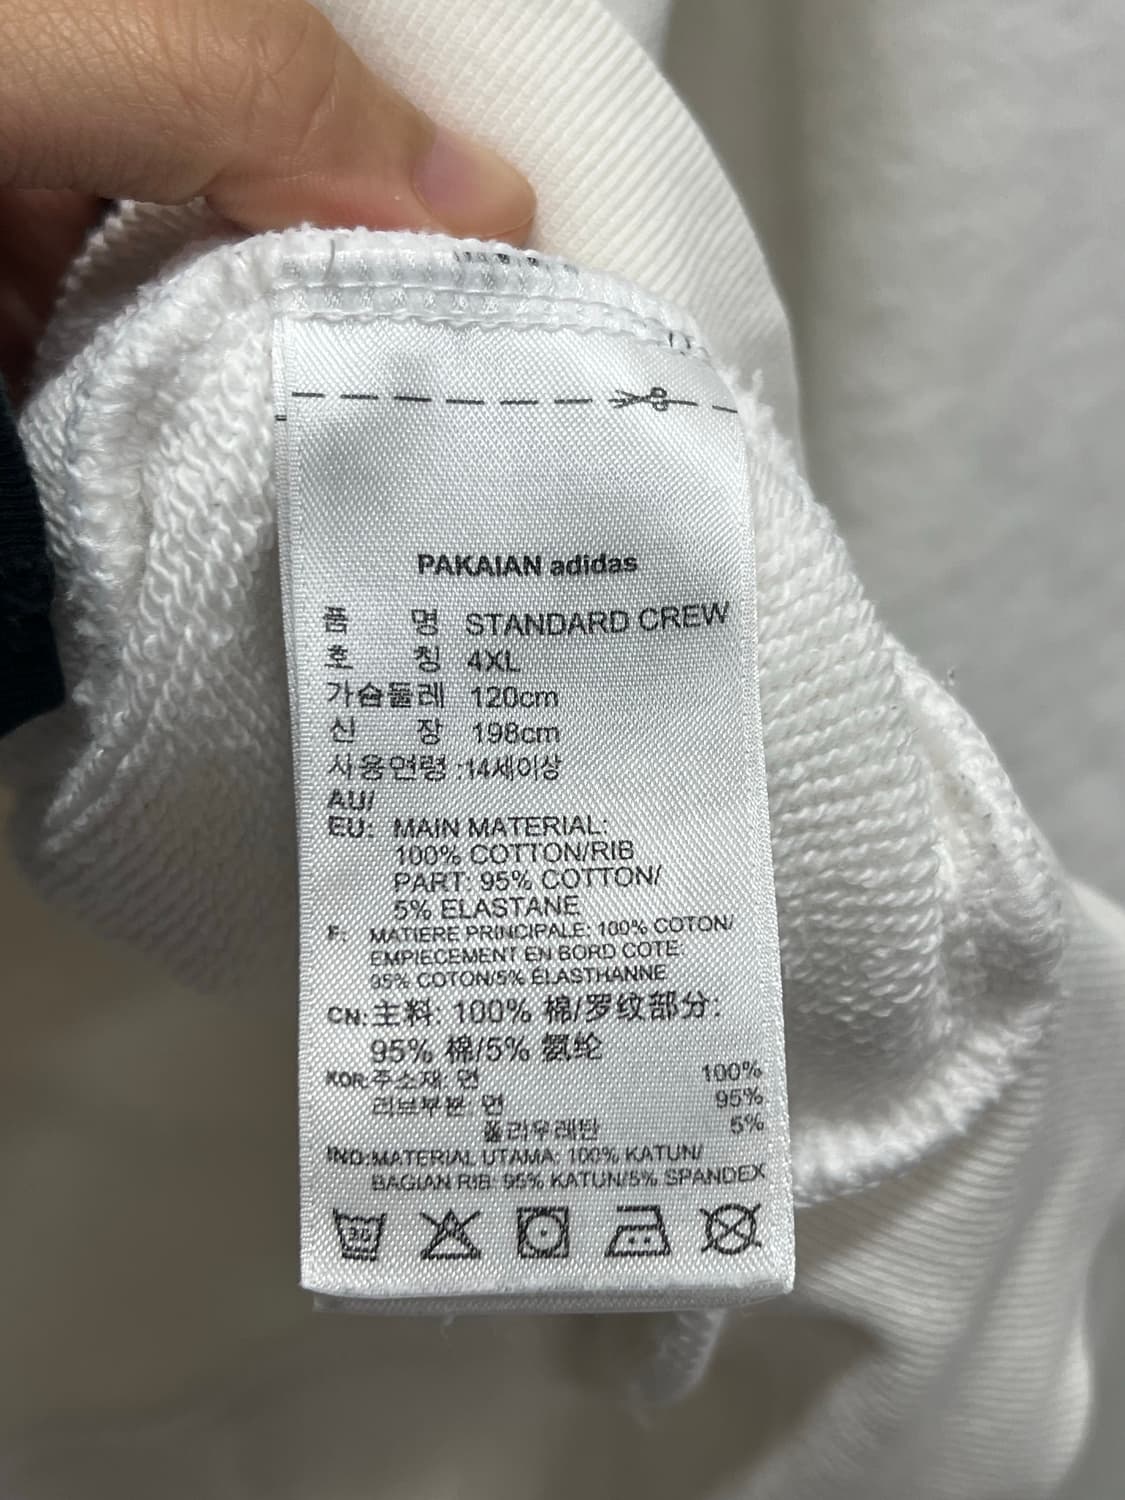 PAKAIAN adidas
품 명 STANDARD CREW
호 칭 4XL
가슴둘레 120cm
신 장 198cm
사용연령 :14세이상
AU/
EU: MAIN MATERIAL:
100% COTTON/RIB
PART: 95% COTTON/
5% ELASTANE
F: MATIERE PRINCIPALE: 100% COTON/
EMPIECEMENT EN BORD COTE:
95% COTON/5% ÉLASTHANNE
CN: 主料: 100% 棉/罗纹部分:
95% 棉/5% 氨纶
KOR: 주소재: 면 100%
리브부분: 면 95%
폴리우레탄 5%
IND: MATERIAL UTAMA: 100% KATUN/
BAGIAN RIB: 95% KATUN/5% SPANDEX
30